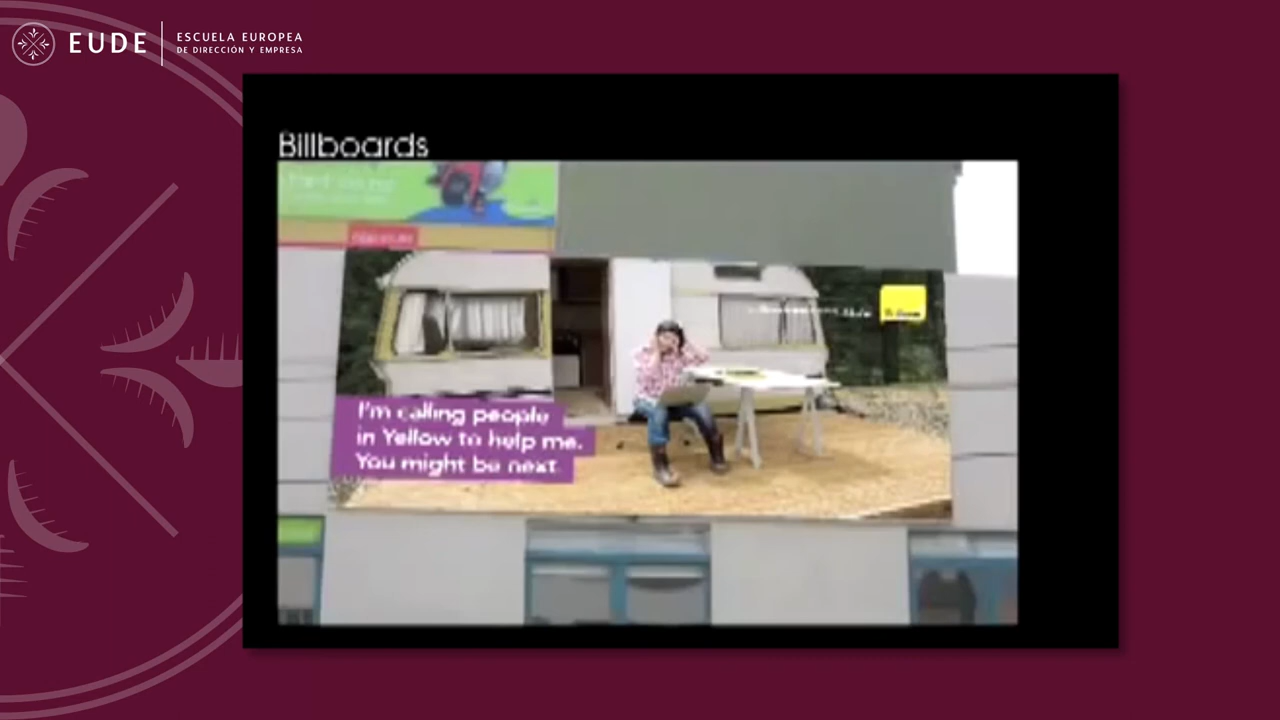 EUDE
ESCUELA EUROPEA
DE DIRECCIÓN Y EMPRESA
Billboards
I'm calling people
in Yellow to help me.
You might be next.